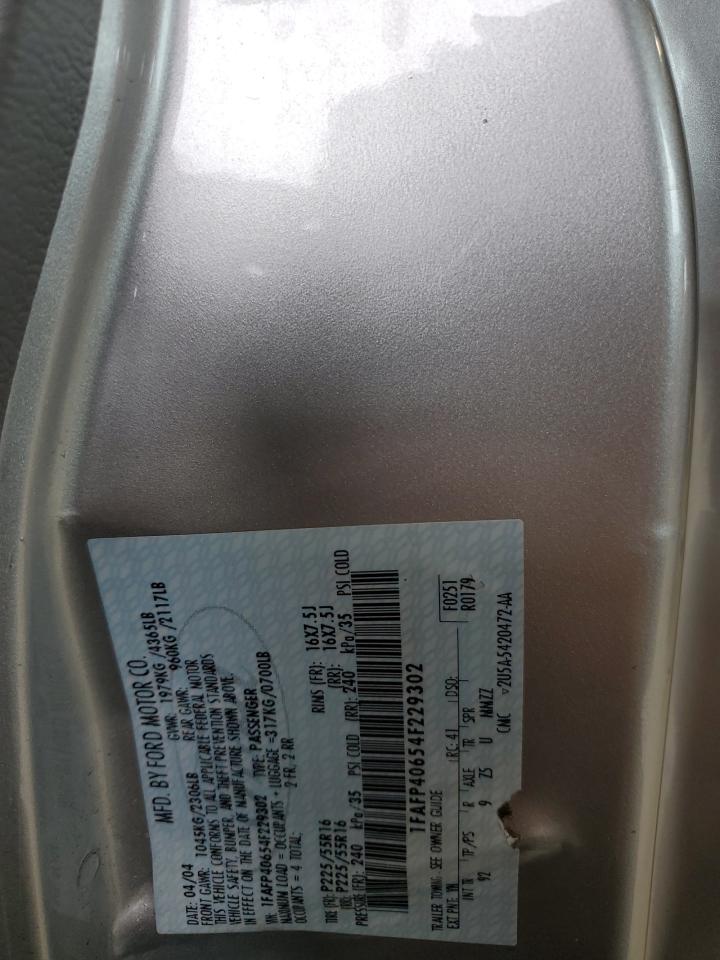 MFD. BY FORD MOTOR CO.
DATE: 04/04 GVWR: 1979KG/4365LB
FRONT GAWR: 1045KG/2306LB REAR GAWR: 960KG/2117LB
THIS VEHICLE CONFORMS TO ALL APPLICABLE FEDERAL MOTOR
VEHICLE SAFETY, BUMPER, AND THEFT PREVENTION STANDARDS
IN EFFECT ON THE DATE OF MANUFACTURE SHOWN ABOVE.
VIN: 1FAFP40654F229302 TYPE: PASSENGER
MAXIMUM LOAD = OCCUPANTS + LUGGAGE =317KG/0700LB
OCCUPANTS = 4 TOTAL; 2 FR, 2 RR
TIRE (FR): P225/55R16 RIMS (FR): 16X7.5J
(RR): P225/55R16 (RR): 16X7.5J
PRESSURE (FR): 240 kPa/35 PSI COLD (RR): 240 kPa/35 PSI COLD
1FAFP40654F229302
TRAILER TOWING- SEE OWNER GUIDE F0251
EXT PNT: YN RC: 41 DSO: R0179
INT TR TP/PS R AXLE TR SPR
92 9 Z5 U MMZZ
CMC ▽2U5A-5420472-AA